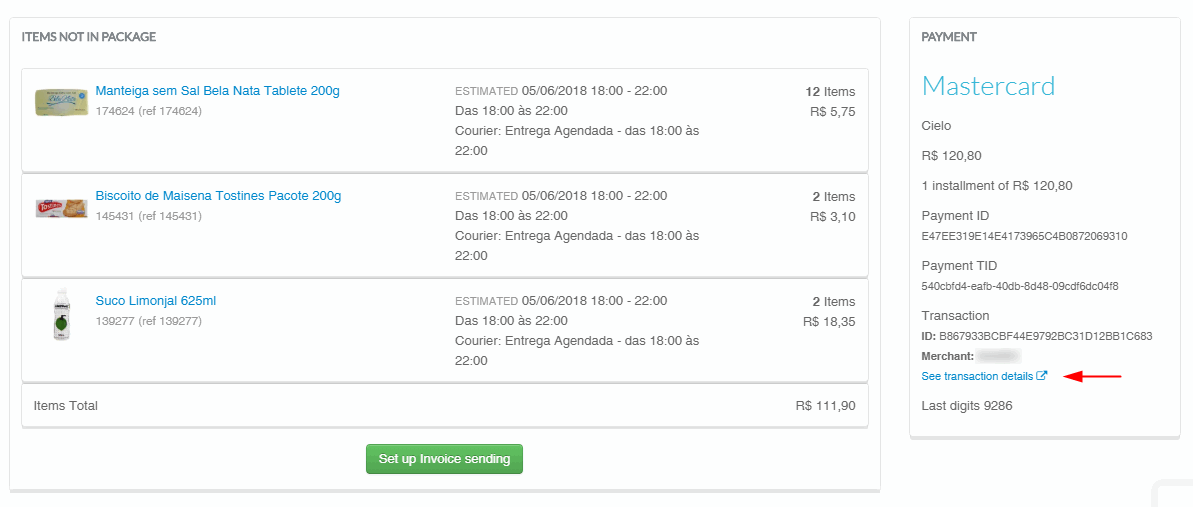 ITEMS NOT IN PACKAGE
Manteiga sem Sal Bela Nata Tablete 200g
174624 (ref 174624)
ESTIMATED 05/06/2018 18:00 - 22:00
Das 18:00 às 22:00
Courier: Entrega Agendada - das 18:00 às
22:00
12 Items
R$ 5,75
Biscoito de Maisena Tostines Pacote 200g
145431 (ref 145431)
ESTIMATED 05/06/2018 18:00 - 22:00
Das 18:00 às 22:00
Courier: Entrega Agendada - das 18:00 às
22:00
2 Items
R$ 3,10
Suco Limonjal 625ml
139277 (ref 139277)
ESTIMATED 05/06/2018 18:00 - 22:00
Das 18:00 às 22:00
Courier: Entrega Agendada - das 18:00 às
22:00
2 Items
R$ 18,35
Items Total
R$ 111,90
Set up Invoice sending
PAYMENT
Mastercard
Cielo
R$ 120,80
1 installment of R$ 120,80
Payment ID
E47EE319E14E4173965C4B0872069310
Payment TID
540cbfd4-eafb-40db-8d48-09cdf6dc04f8
Transaction
ID: B867933BCBF44E9792BC31D12BB1C683
Merchant:
See transaction details
Last digits 9286